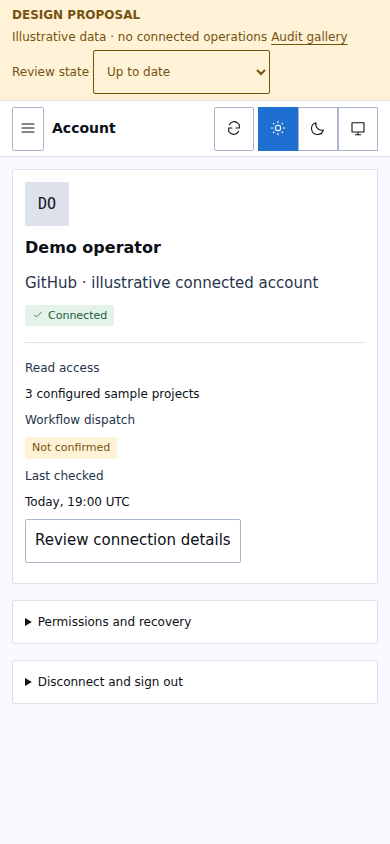 DESIGN PROPOSAL
Illustrative data · no connected operations Audit gallery
Review state Up to date
Account
DO
Demo operator
GitHub · illustrative connected account
Connected
Read access
3 configured sample projects
Workflow dispatch
Not confirmed
Last checked
Today, 19:00 UTC
Review connection details
Permissions and recovery
Disconnect and sign out